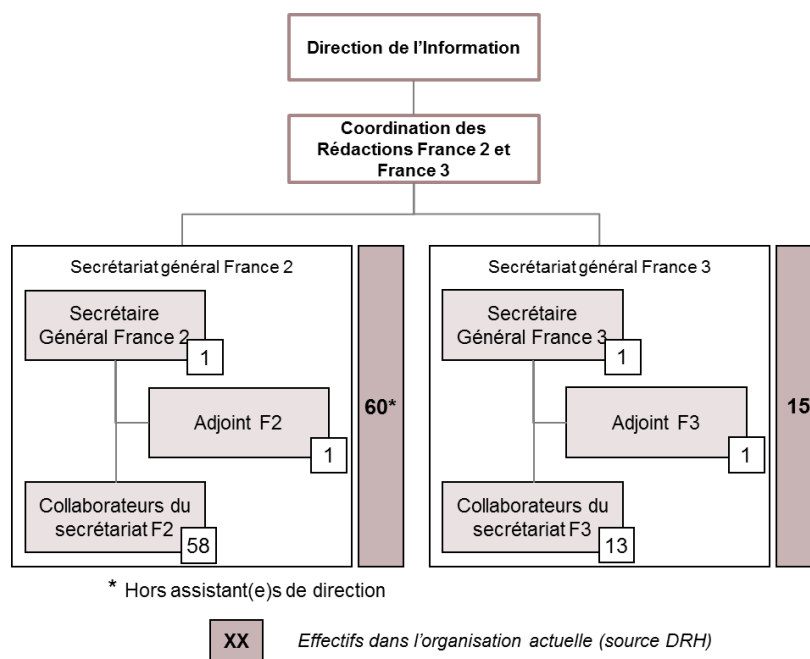 Direction de l'Information
Coordination des
Rédactions France 2 et
France 3
Secrétariat général France 2
Secrétaire
Général France 2
1
Adjoint F2
1
Collaborateurs du
secrétariat F2
58
60*
Secrétariat général France 3
Secrétaire
Général France 3
1
Adjoint F3
1
Collaborateurs du
secrétariat F3
13
15
* Hors assistant(e)s de direction
XX
Effectifs dans l'organisation actuelle (source DRH)